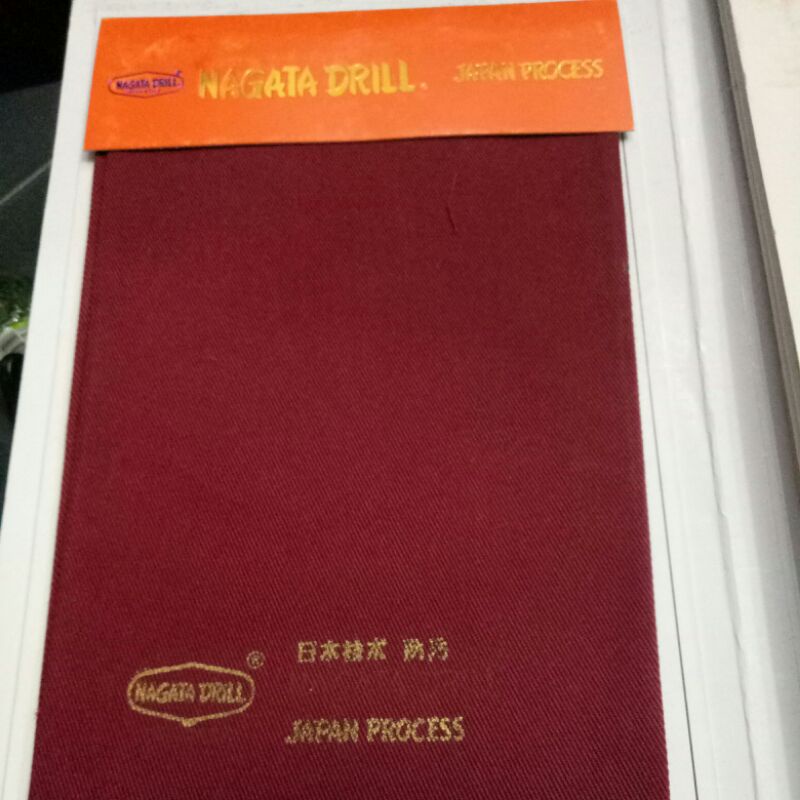 NAGATA DRILL
NAGATA DRILL.
JAPAN PROCESS
日本技术 防污
NAGATA DRILL ®
JAPAN PROCESS